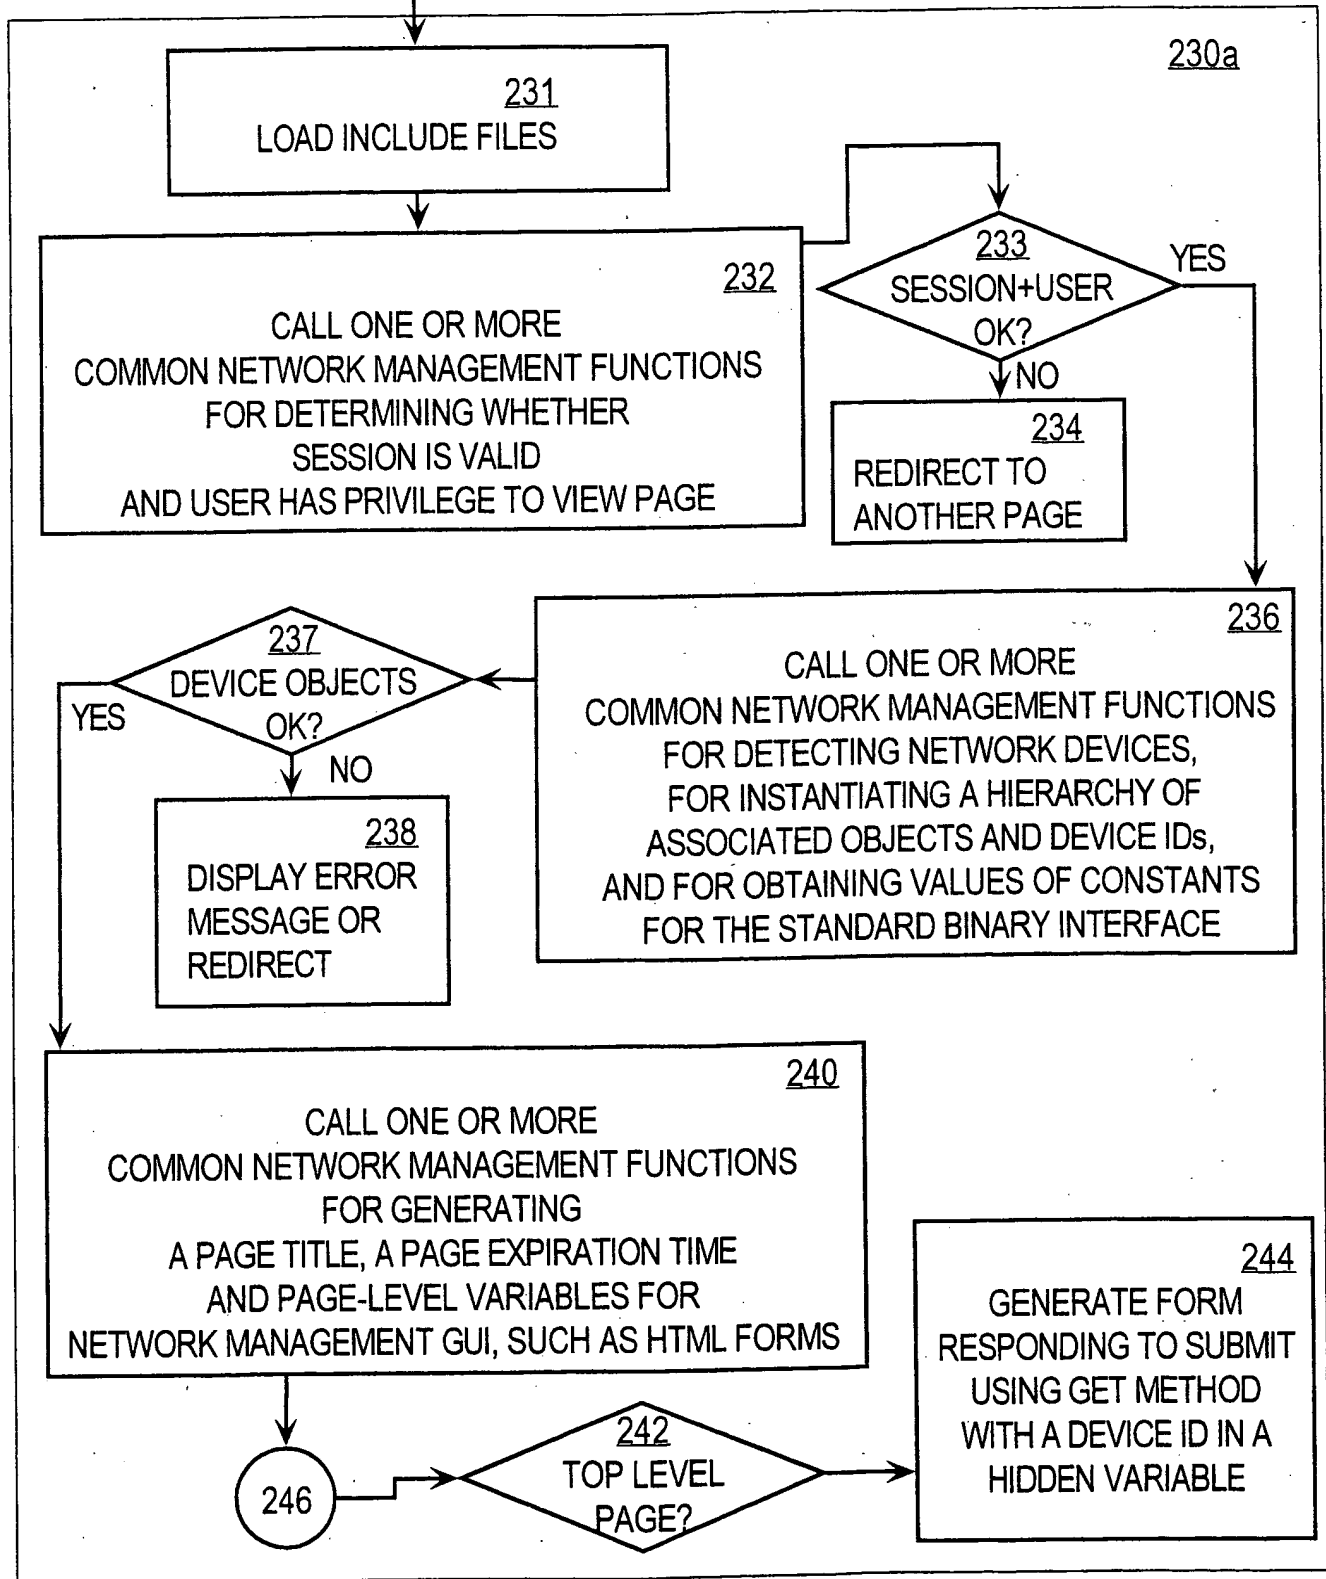 230a
231
LOAD INCLUDE FILES
232
CALL ONE OR MORE
COMMON NETWORK MANAGEMENT FUNCTIONS
FOR DETERMINING WHETHER
SESSION IS VALID
AND USER HAS PRIVILEGE TO VIEW PAGE
233
SESSION+USER
OK?
YES
NO
234
REDIRECT TO
ANOTHER PAGE
236
CALL ONE OR MORE
COMMON NETWORK MANAGEMENT FUNCTIONS
FOR DETECTING NETWORK DEVICES,
FOR INSTANTIATING A HIERARCHY OF
ASSOCIATED OBJECTS AND DEVICE IDs,
AND FOR OBTAINING VALUES OF CONSTANTS
FOR THE STANDARD BINARY INTERFACE
237
DEVICE OBJECTS
OK?
YES
NO
238
DISPLAY ERROR
MESSAGE OR
REDIRECT
240
CALL ONE OR MORE
COMMON NETWORK MANAGEMENT FUNCTIONS
FOR GENERATING
A PAGE TITLE, A PAGE EXPIRATION TIME
AND PAGE-LEVEL VARIABLES FOR
NETWORK MANAGEMENT GUI, SUCH AS HTML FORMS
246
242
TOP LEVEL
PAGE?
244
GENERATE FORM
RESPONDING TO SUBMIT
USING GET METHOD
WITH A DEVICE ID IN A
HIDDEN VARIABLE